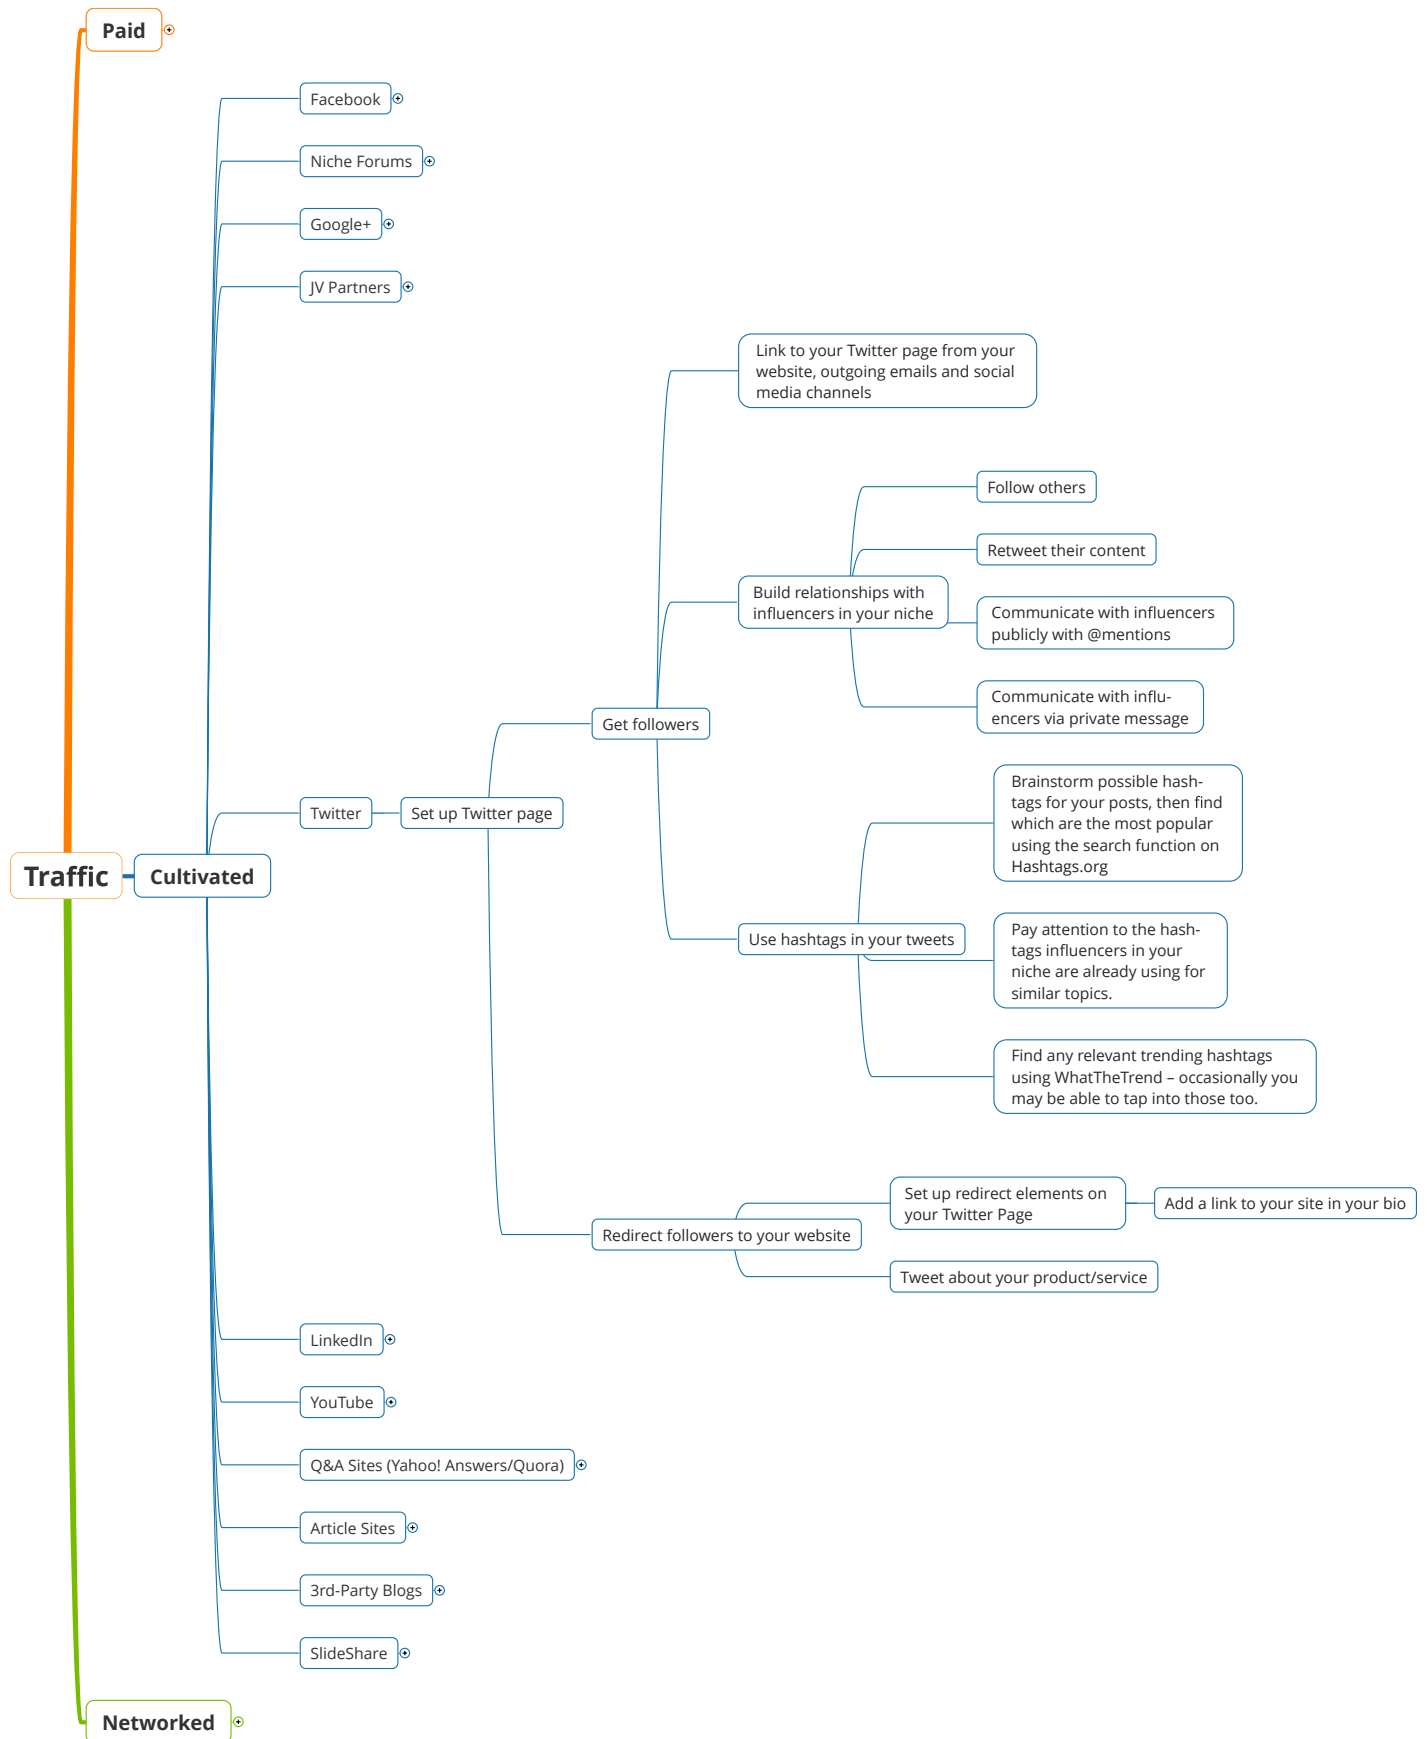 Paid
Facebook
Niche Forums
Google+
JV Partners
Link to your Twitter page from your
website, outgoing emails and social
media channels
Follow others
Retweet their content
Build relationships with
influencers in your niche
Communicate with influencers
publicly with @mentions
Communicate with influ-
encers via private message
Get followers
Brainstorm possible hash-
tags for your posts, then find
which are the most popular
using the search function on
Hashtags.org
Twitter
Set up Twitter page
Traffic
Cultivated
Use hashtags in your tweets
Pay attention to the hash-
tags influencers in your
niche are already using for
similar topics.
Find any relevant trending hashtags
using WhatTheTrend – occasionally you
may be able to tap into those too.
Set up redirect elements on
your Twitter Page
Add a link to your site in your bio
Redirect followers to your website
Tweet about your product/service
LinkedIn
YouTube
Q&A Sites (Yahoo! Answers/Quora)
Article Sites
3rd-Party Blogs
SlideShare
Networked